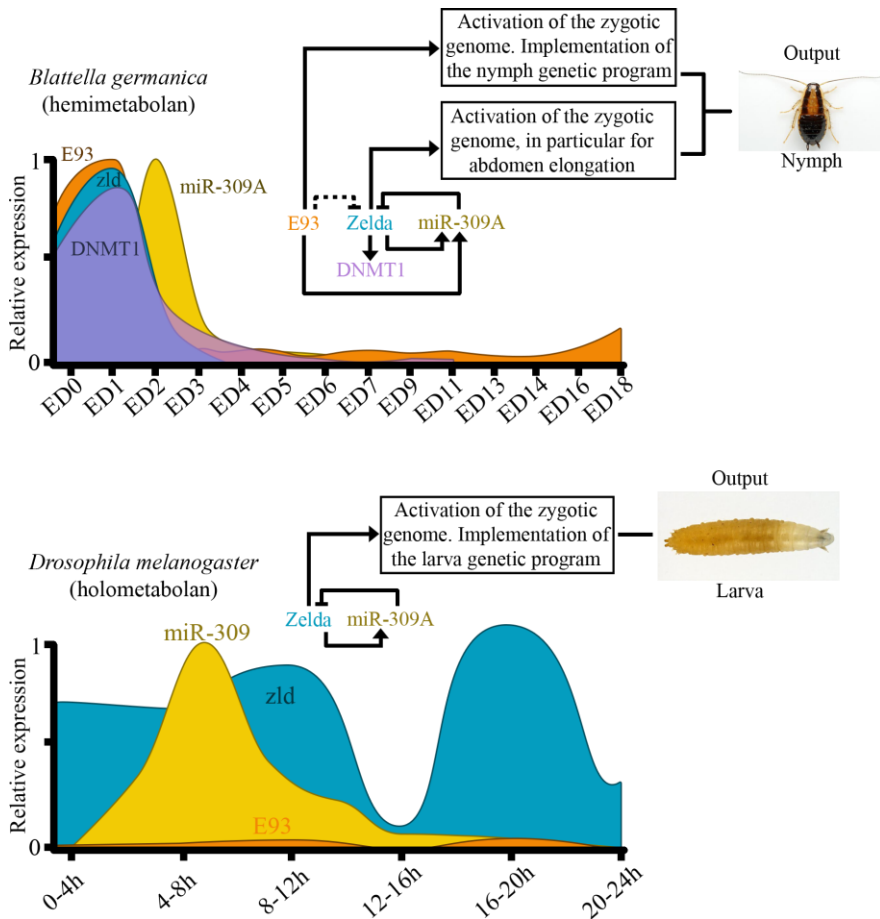 Activation of the zygotic
genome. Implementation of
the nymph genetic program
Output
Blattella germanica
(hemimetabolan)
Activation of the zygotic
genome, in particular for
abdomen elongation
Nymph
1
E93
zld
miR-309A
DNMT1
E93
Zelda
miR-309A
DNMT1
Relative expression
0
ED0
ED1
ED2
ED3
ED4
ED5
ED6
ED7
ED9
ED11
ED13
ED14
ED16
ED18
Output
Activation of the zygotic
genome. Implementation of
the larva genetic program
Drosophila melanogaster
(holometabolan)
Larva
Zelda
miR-309A
miR-309
1
zld
E93
Relative expression
0
0-4h
4-8h
8-12h
12-16h
16-20h
20-24h